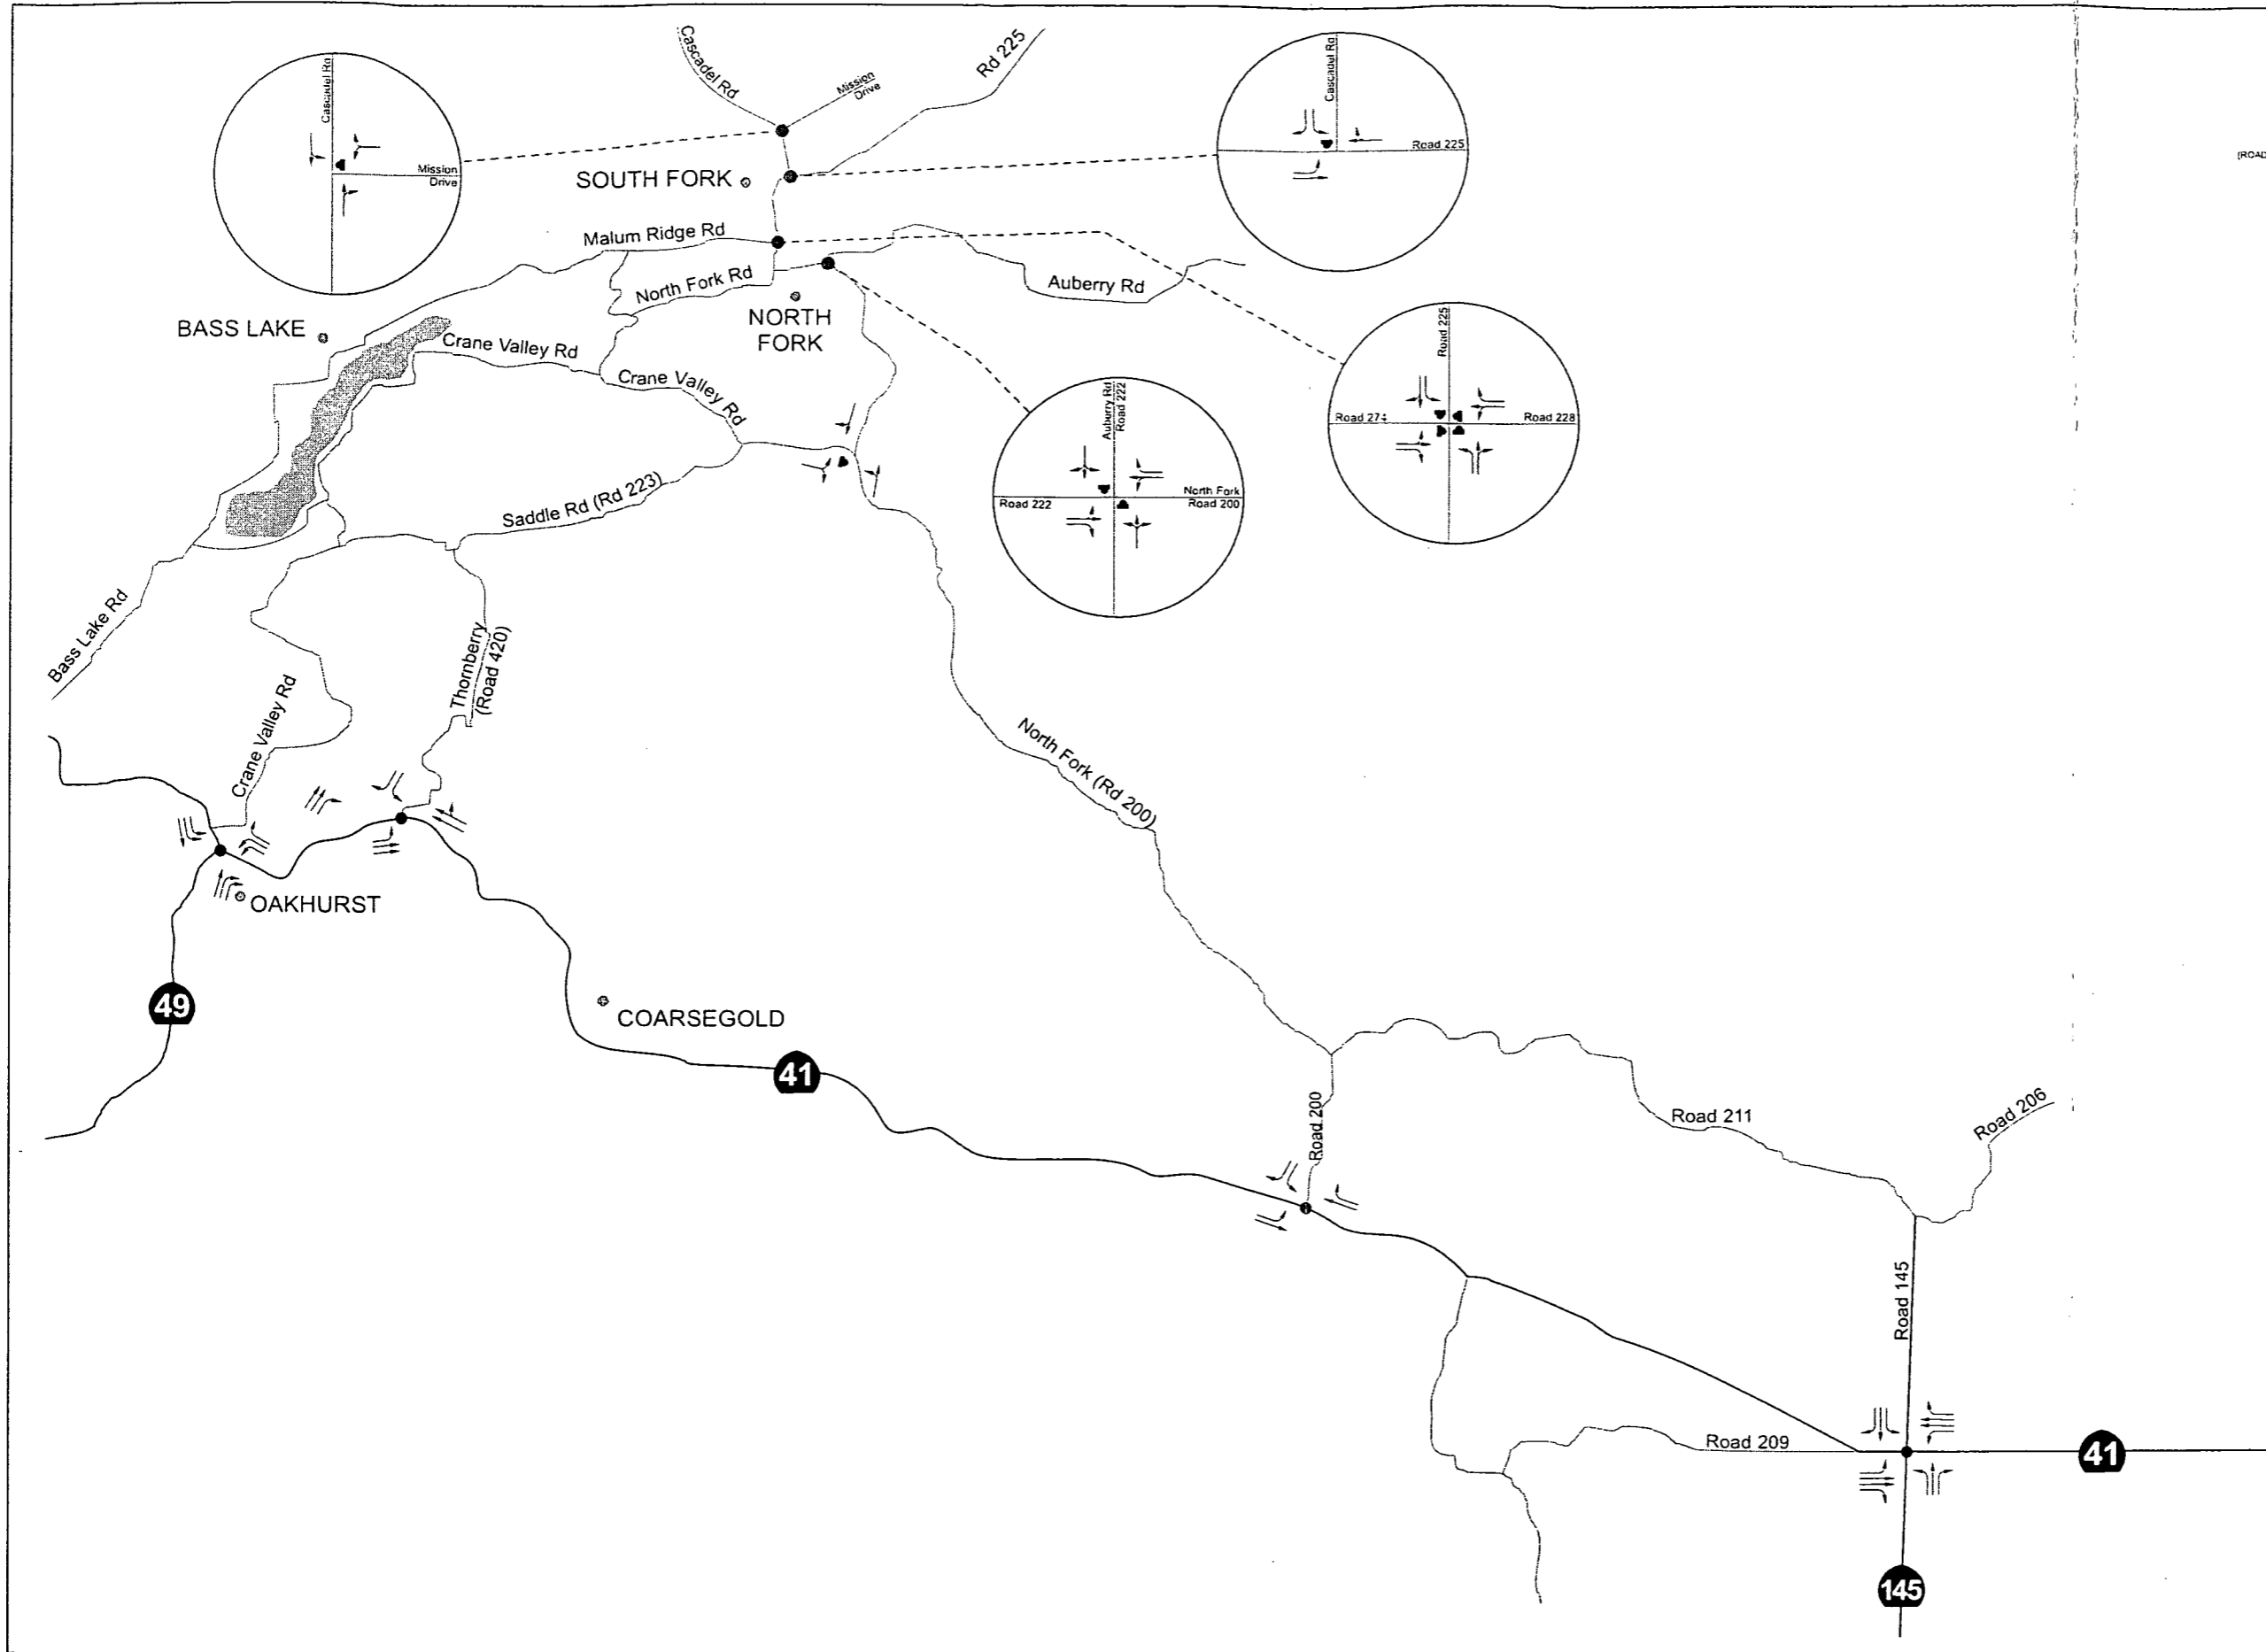 Cascadel Rd
Mission
Drive
Rd 225
Cascadel Rd
Mission
Drive
Cascadel Rd
Road 225
SOUTH FORK
Malum Ridge Rd
North Fork Rd
Auberry Rd
NORTH
FORK
BASS LAKE
Crane Valley Rd
Crane Valley Rd
Road 225
Road 274
Road 228
Auberry Rd
Road 222
Road 222
North Fork
Road 200
Saddle Rd (Rd 223)
Bass Lake Rd
Thornberry
(Road 420)
Crane Valley Rd
North Fork (Rd 200)
OAKHURST
49
COARSEGOLD
41
Road 200
Road 211
Road 206
Road 145
Road 209
41
145